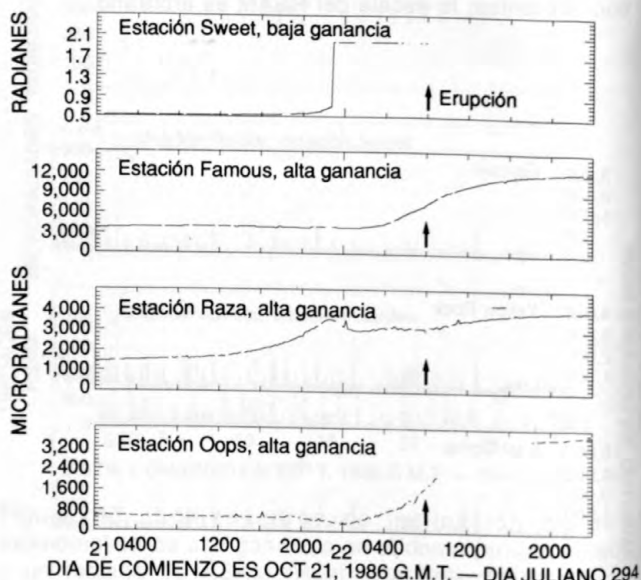 RADIANES
2.1
1.7
1.3
0.9
0.5
Estación Sweet, baja ganancia
Erupción
12,000
9,000
6,000
3,000
0
Estación Famous, alta ganancia
MICRORADIANES
4,000
3,000
2,000
1,000
0
Estación Raza, alta ganancia
3,200
2,400
1,600
800
Estación Oops, alta ganancia
21 0400 1200 2000 22 0400 1200 2000
DIA DE COMIENZO ES OCT 21, 1986 G.M.T. DIA JULIANO 294